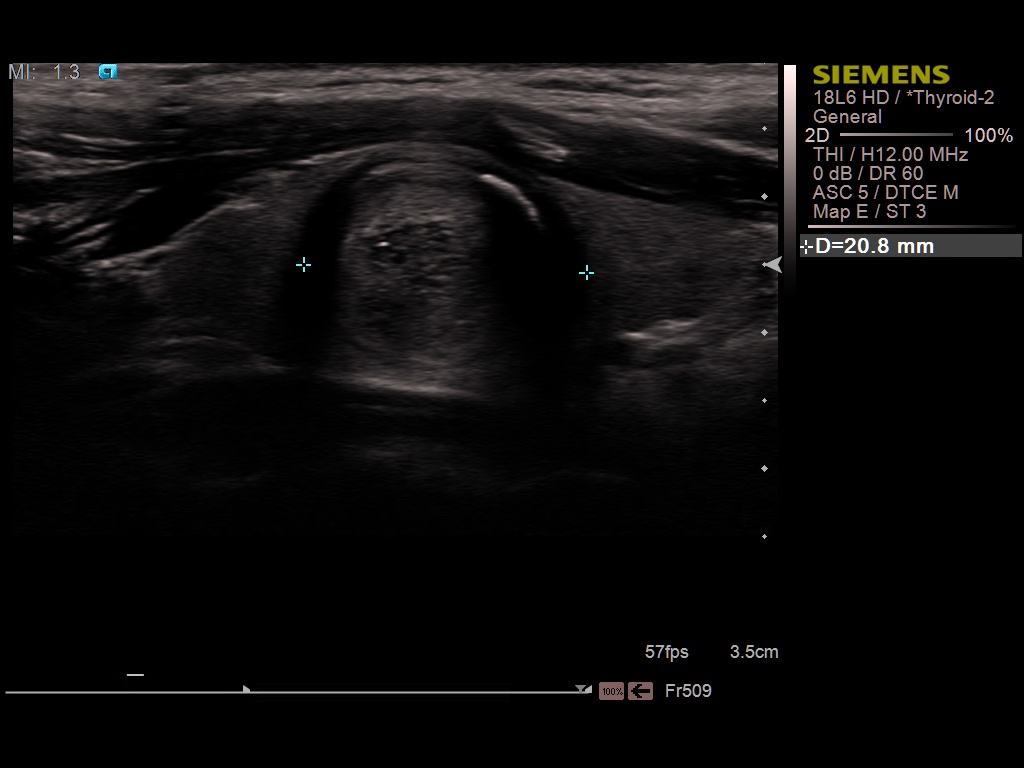 MI: 1.3
SIEMENS
18L6 HD / *Thyroid-2
General
2D 100%
THI / H12.00 MHz
0 dB / DR 60
ASC 5 / DTCE M
Map E / ST 3
D=20.8 mm
57fps 3.5cm
100% Fr509